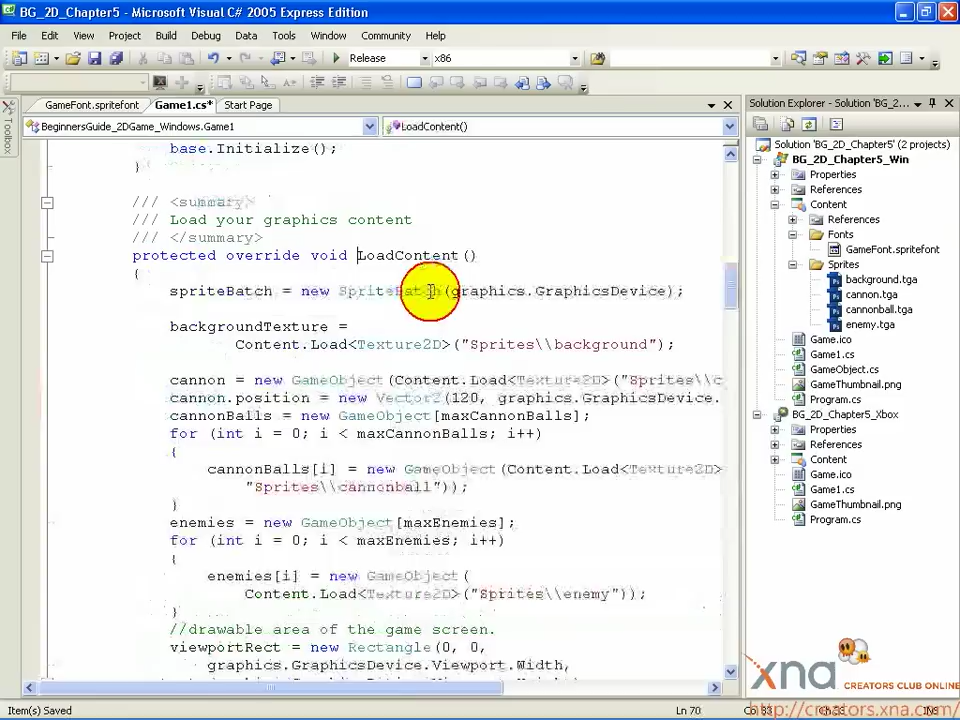 BG_2D_Chapter5 - Microsoft Visual C# 2005 Express Edition
File Edit View Project Build Debug Data Tools Window Community Help
Release x86
GameFont.spritefont Game1.cs* Start Page
BeginnersGuide_2DGame_Windows.Game1 LoadContent()
Toolbox
base.Initialize();
}
/// <summary>
/// Load your graphics content
/// </summary>
protected override void LoadContent()
{
spriteBatch = new SpriteBatch(graphics.GraphicsDevice);
backgroundTexture =
Content.Load<Texture2D>("Sprites\\background");
cannon = new GameObject(Content.Load<Texture2D>("Sprites\\c
cannon.position = new Vector2(120, graphics.GraphicsDevice.
cannonBalls = new GameObject[maxCannonBalls];
for (int i = 0; i < maxCannonBalls; i++)
{
cannonBalls[i] = new GameObject(Content.Load<Texture2D>
"Sprites\\cannonball"));
}
enemies = new GameObject[maxEnemies];
for (int i = 0; i < maxEnemies; i++)
{
enemies[i] = new GameObject(
Content.Load<Texture2D>("Sprites\\enemy"));
}
//drawable area of the game screen.
viewportRect = new Rectangle(0, 0,
graphics.GraphicsDevice.Viewport.Width,
Solution Explorer - Solution 'BG_2...
Solution 'BG_2D_Chapter5' (2 projects)
BG_2D_Chapter5_Win
Properties
References
Content
References
Fonts
GameFont.spritefont
Sprites
background.tga
cannon.tga
cannonball.tga
enemy.tga
Game.ico
Game1.cs
GameObject.cs
GameThumbnail.png
Program.cs
BG_2D_Chapter5_Xbox
Properties
References
Content
Game.ico
Game1.cs
GameThumbnail.png
Program.cs
xna CREATORS CLUB ONLINE
http://creators.xna.com/
Item(s) Saved Ln 70